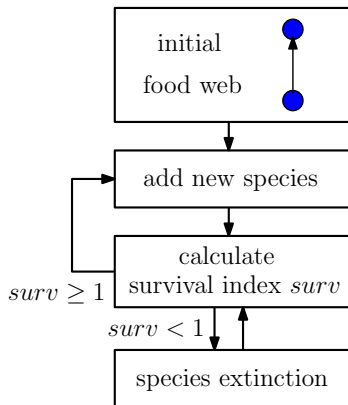 initial
food web
add new species
calculate
survival index surv
surv ≥ 1
surv < 1
species extinction